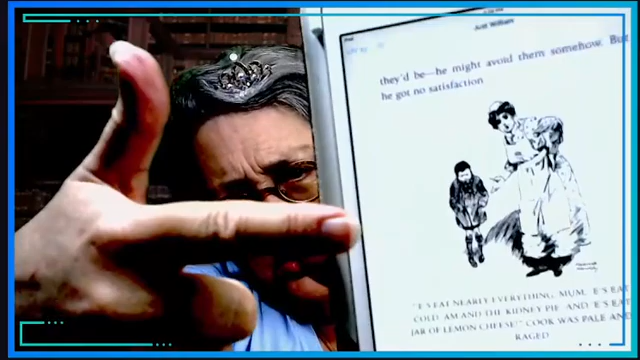 Just William
they'd be—he might avoid them somehow. But
he got no satisfaction
"'E'S EAT NEARLY EVERYTHING, MUM. 'E'S EAT
COLD 'AM AND THE KIDNEY PIE, AND 'E'S EAT
JAR OF LEMON CHEESE!" COOK WAS PALE AND
RAGED